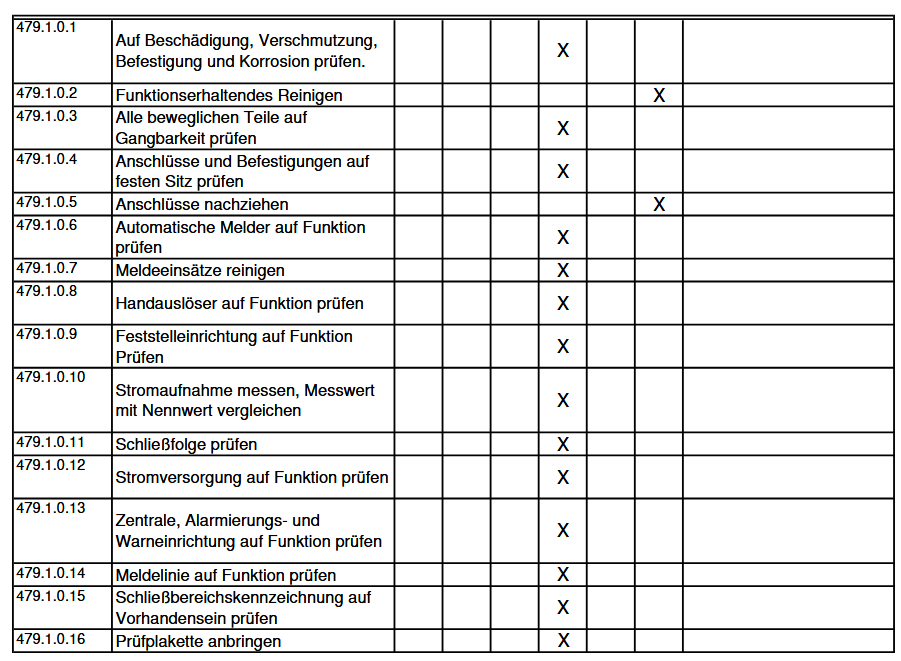 479.1.0.1
Auf Beschädigung, Verschmutzung,
Befestigung und Korrosion prüfen.
X
479.1.0.2
Funktionserhaltendes Reinigen
X
479.1.0.3
Alle beweglichen Teile auf
Gangbarkeit prüfen
X
479.1.0.4
Anschlüsse und Befestigungen auf
festen Sitz prüfen
X
479.1.0.5
Anschlüsse nachziehen
X
479.1.0.6
Automatische Melder auf Funktion
prüfen
X
479.1.0.7
Meldeeinsätze reinigen
X
479.1.0.8
Handauslöser auf Funktion prüfen
X
479.1.0.9
Feststelleinrichtung auf Funktion
Prüfen
X
479.1.0.10
Stromaufnahme messen, Messwert
mit Nennwert vergleichen
X
479.1.0.11
Schließfolge prüfen
X
479.1.0.12
Stromversorgung auf Funktion prüfen
X
479.1.0.13
Zentrale, Alarmierungs- und
Warneinrichtung auf Funktion prüfen
X
479.1.0.14
Meldelinie auf Funktion prüfen
X
479.1.0.15
Schließbereichskennzeichnung auf
Vorhandensein prüfen
X
479.1.0.16
Prüfplakette anbringen
X